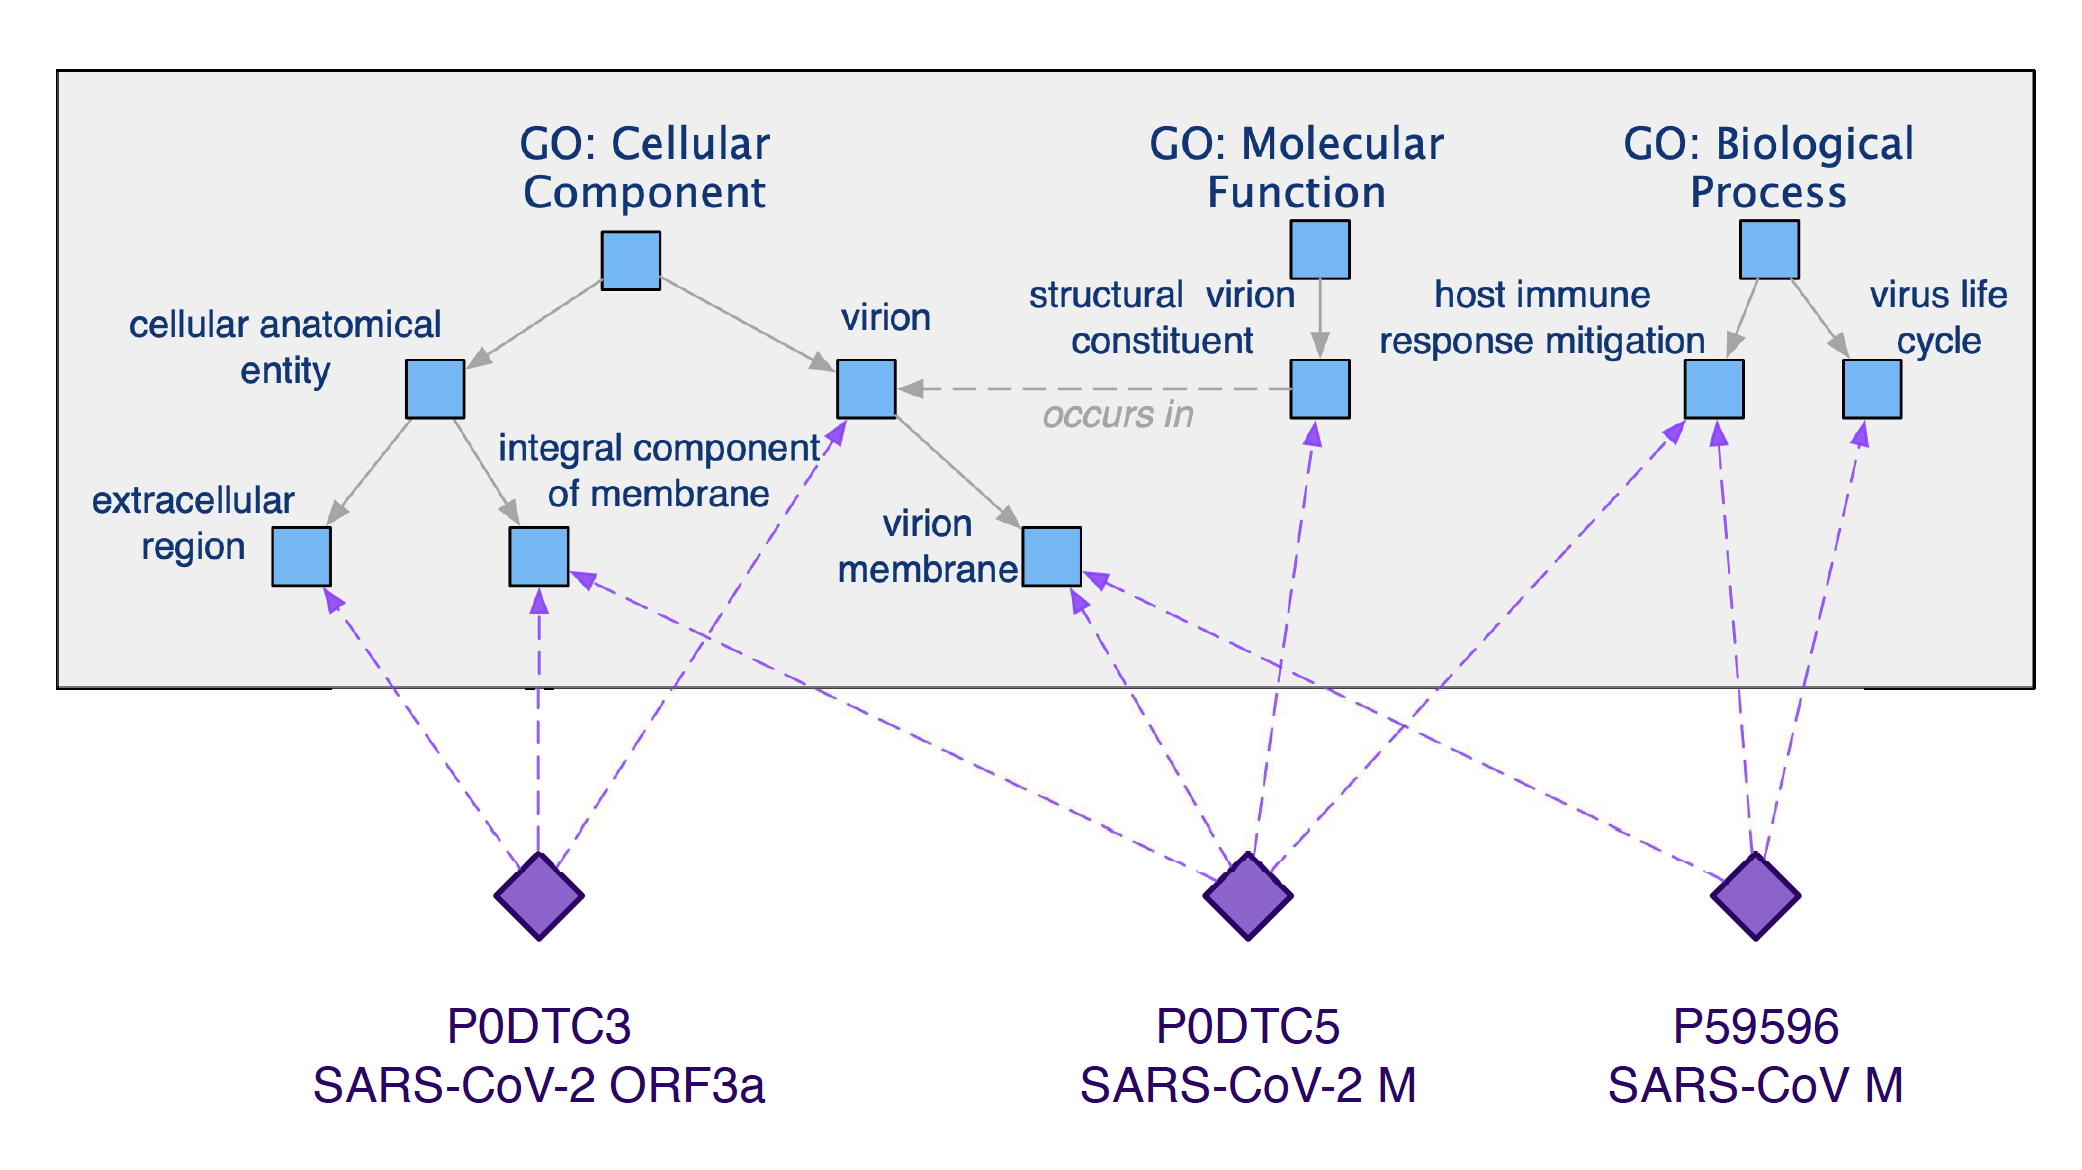 GO: Cellular
Component
GO: Molecular
Function
GO: Biological
Process
cellular anatomical
entity
virion
structural virion
constituent
host immune
response mitigation
virus life
cycle
occurs in
extracellular
region
integral component
of membrane
virion
membrane
P0DTC3
SARS-CoV-2 ORF3a
P0DTC5
SARS-CoV-2 M
P59596
SARS-CoV M